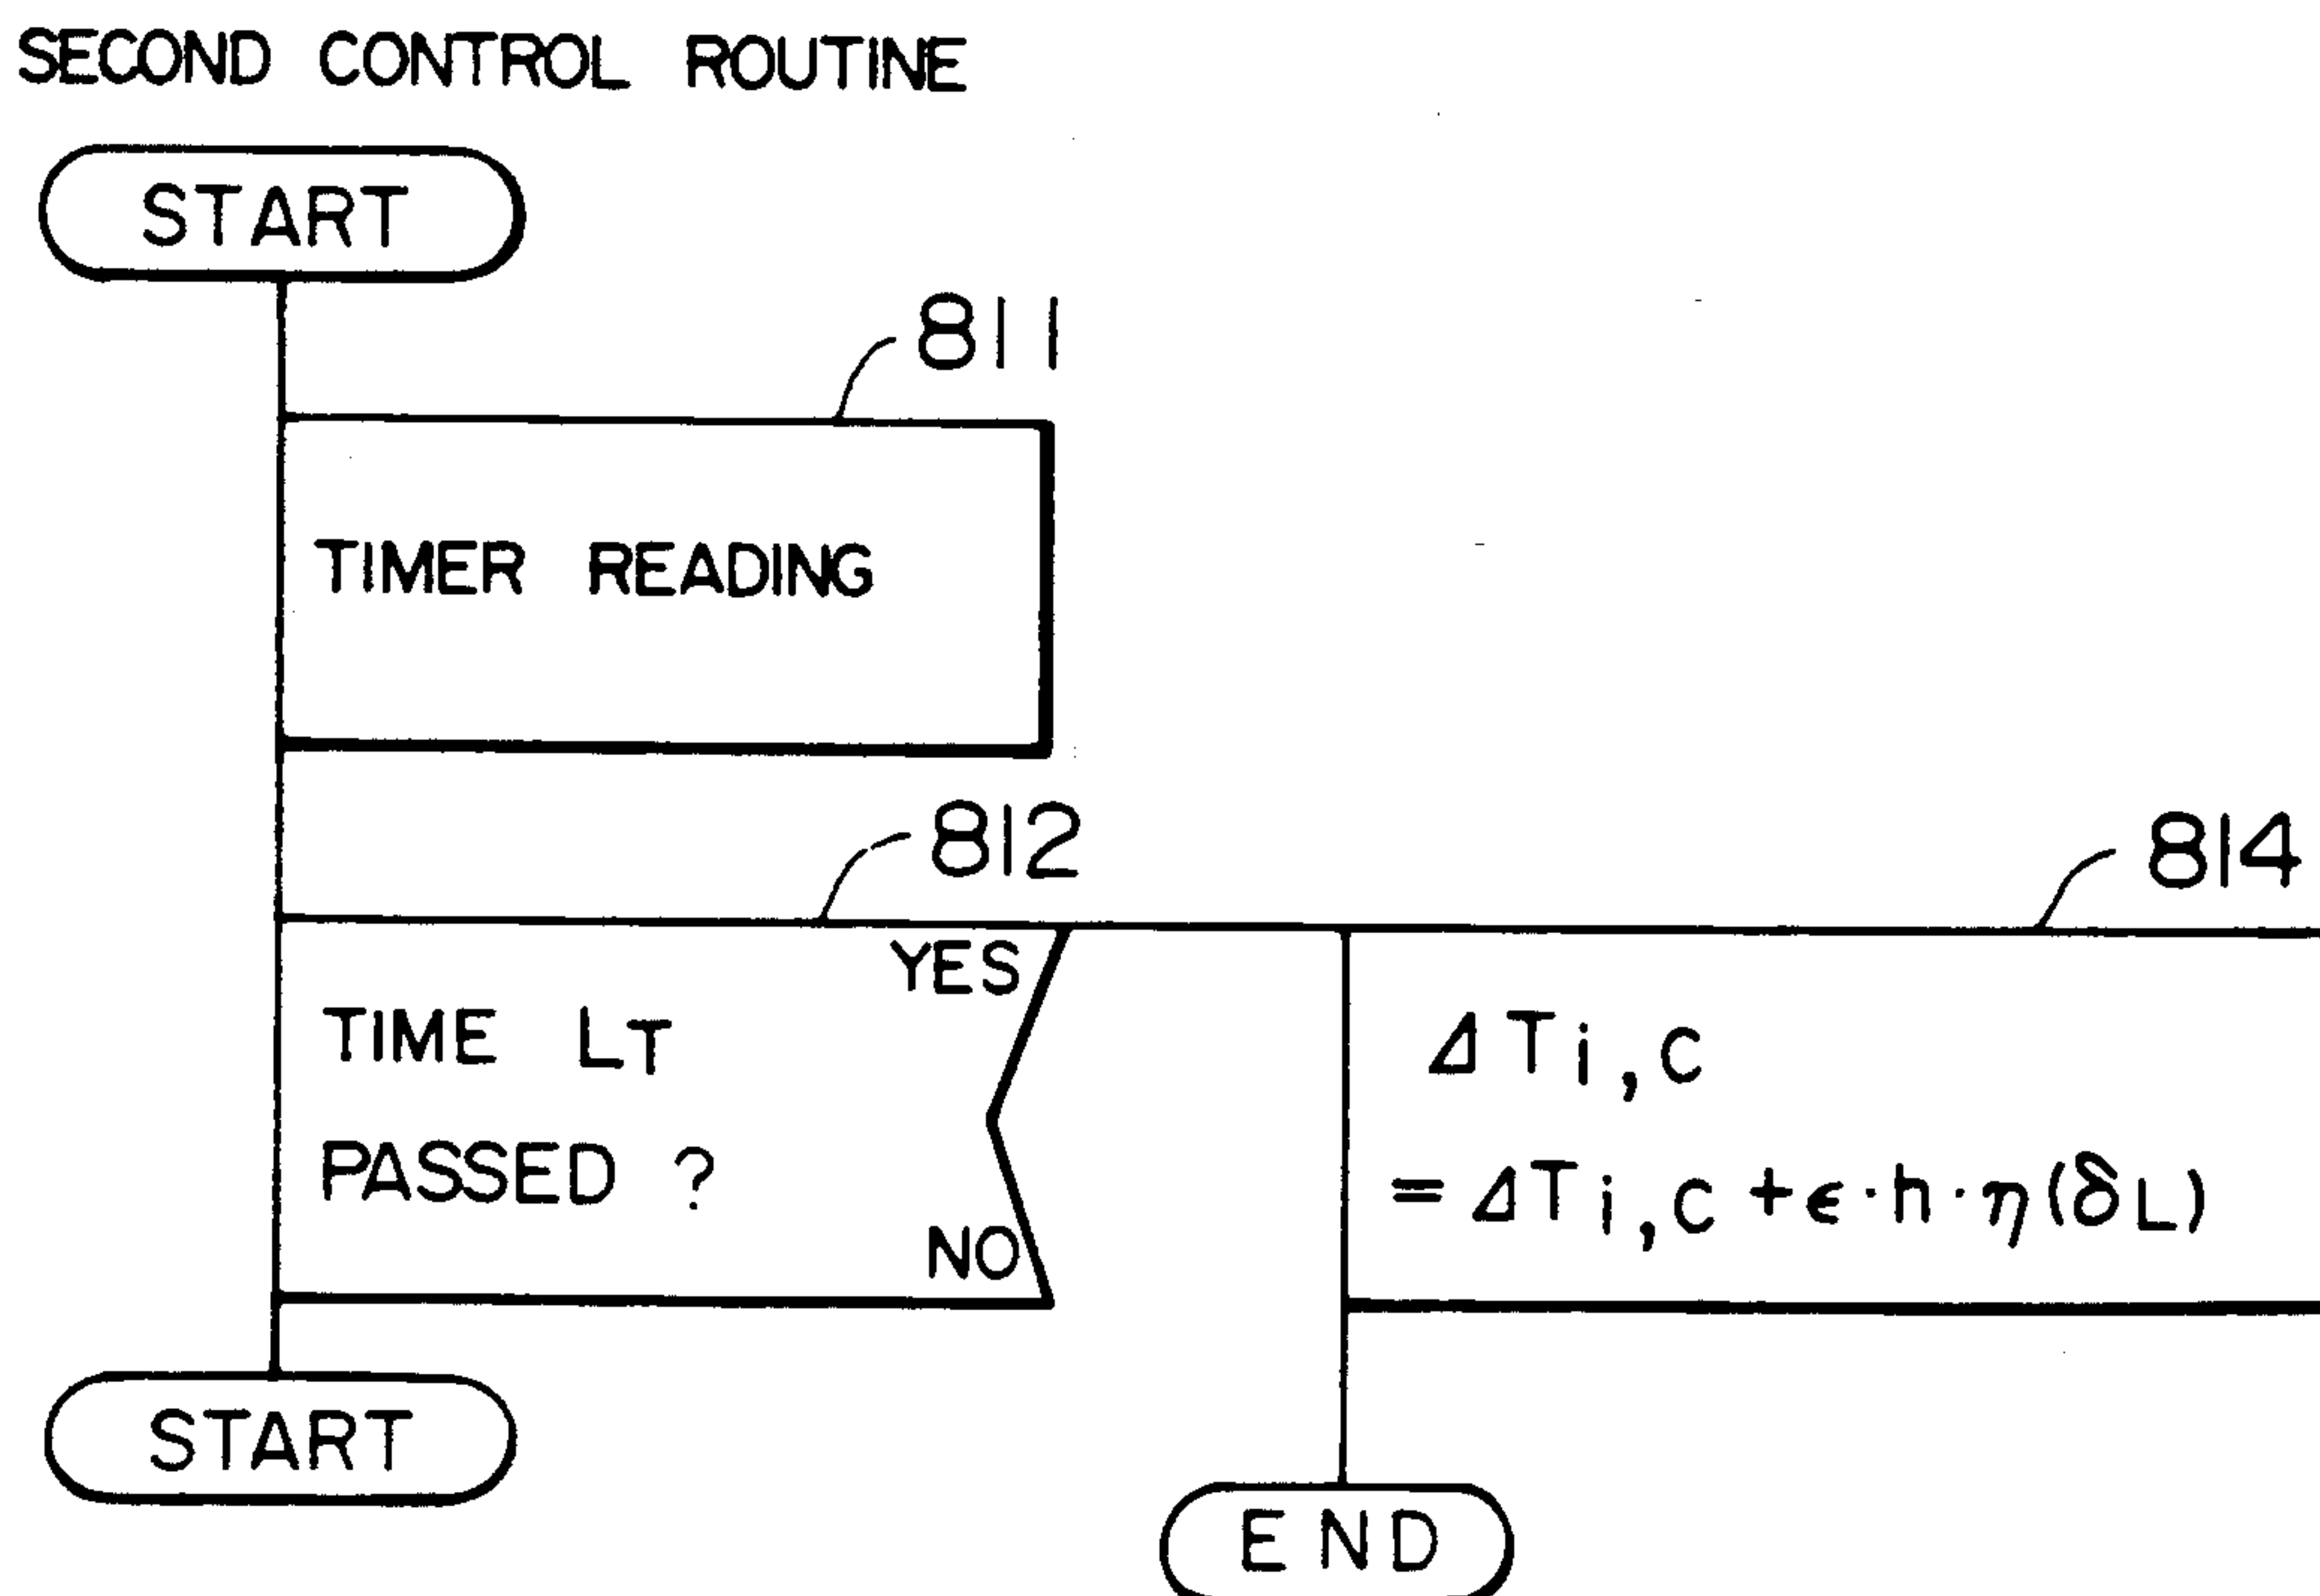 SECOND CONTROL ROUTINE
START
811
TIMER READING
812
814
YES
TIME LT
PASSED ?
NO
ΔTi,c
=ΔTi,c+ϵ·h·η(δL)
START
END